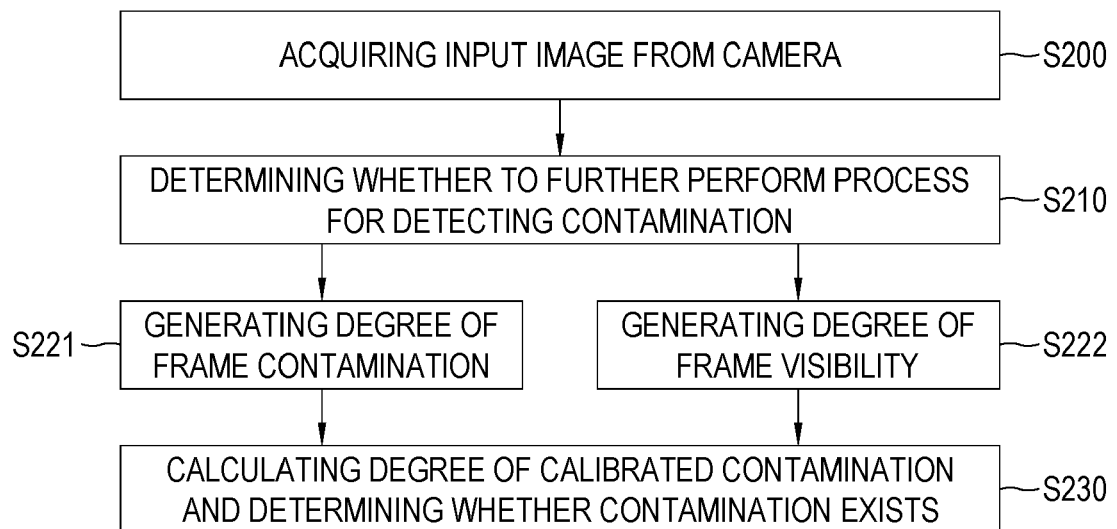 ACQUIRING INPUT IMAGE FROM CAMERA
S200
DETERMINING WHETHER TO FURTHER PERFORM PROCESS
FOR DETECTING CONTAMINATION
S210
S221
GENERATING DEGREE OF
FRAME CONTAMINATION
GENERATING DEGREE OF
FRAME VISIBILITY
S222
CALCULATING DEGREE OF CALIBRATED CONTAMINATION
AND DETERMINING WHETHER CONTAMINATION EXISTS
S230